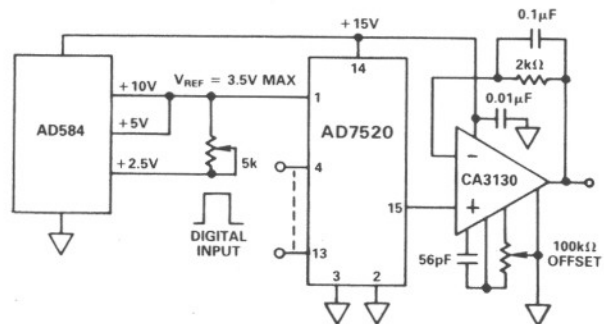 +15V
0.1μF
2kΩ
0.01μF
14
+10V
V_REF = 3.5V MAX
1
AD584
+5V
AD7520
+2.5V
5k
4
CA3130
−
+
15
DIGITAL
INPUT
13
56pF
100kΩ
OFFSET
3
2